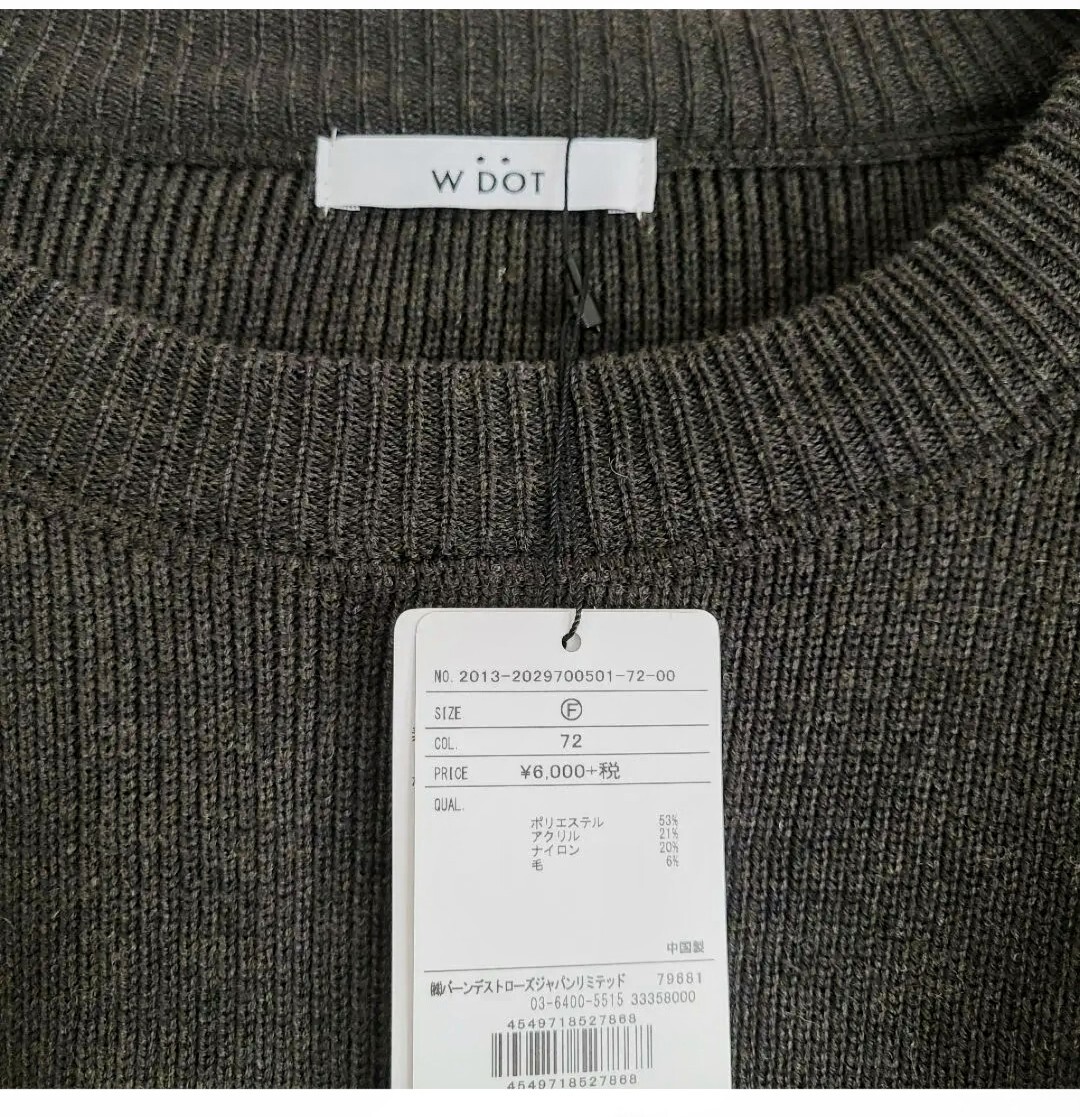 W DOT
NO. 2013-2029700501-72-00
SIZE Ⓕ
COL. 72
PRICE ¥6,000+税
QUAL.
ポリエステル 53%
アクリル 21%
ナイロン 20%
毛 6%
中国製
㈱バーンデストローズジャパンリミテッド 79681
03-6400-5515 33358000
4549718527868
4549718527868